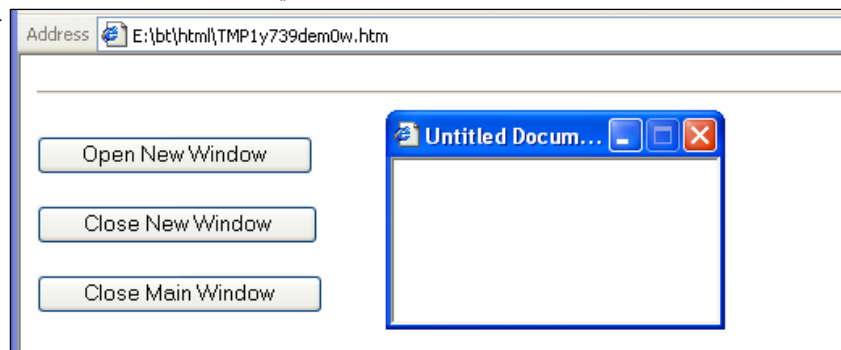 Address E:\bt\html\TMP1y739dem0w.htm
Untitled Docum...
Open New Window
Close New Window
Close Main Window